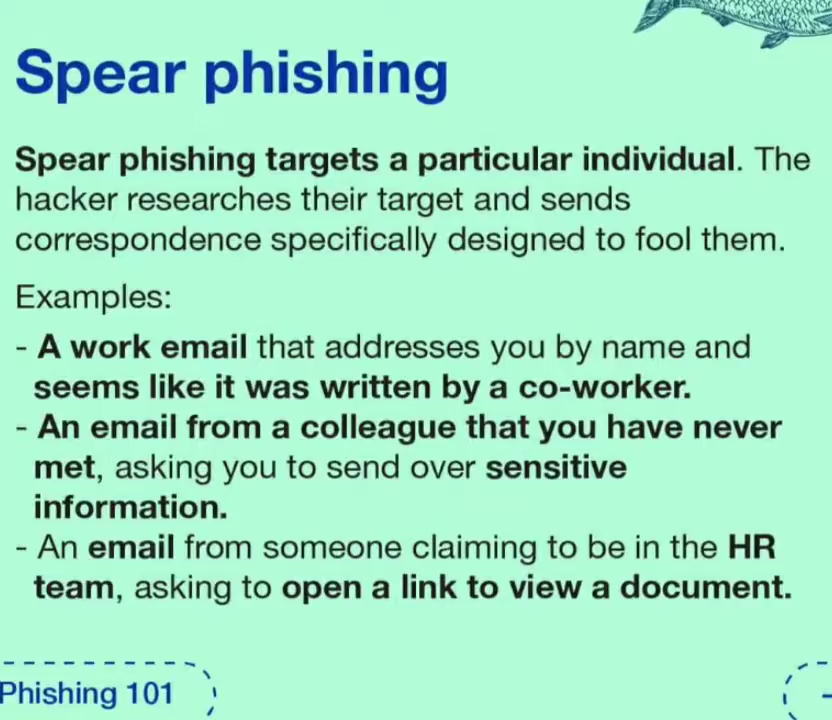 Spear phishing
Spear phishing targets a particular individual. The
hacker researches their target and sends
correspondence specifically designed to fool them.
Examples:
- A work email that addresses you by name and
seems like it was written by a co-worker.
- An email from a colleague that you have never
met, asking you to send over sensitive
information.
- An email from someone claiming to be in the HR
team, asking to open a link to view a document.
Phishing 101